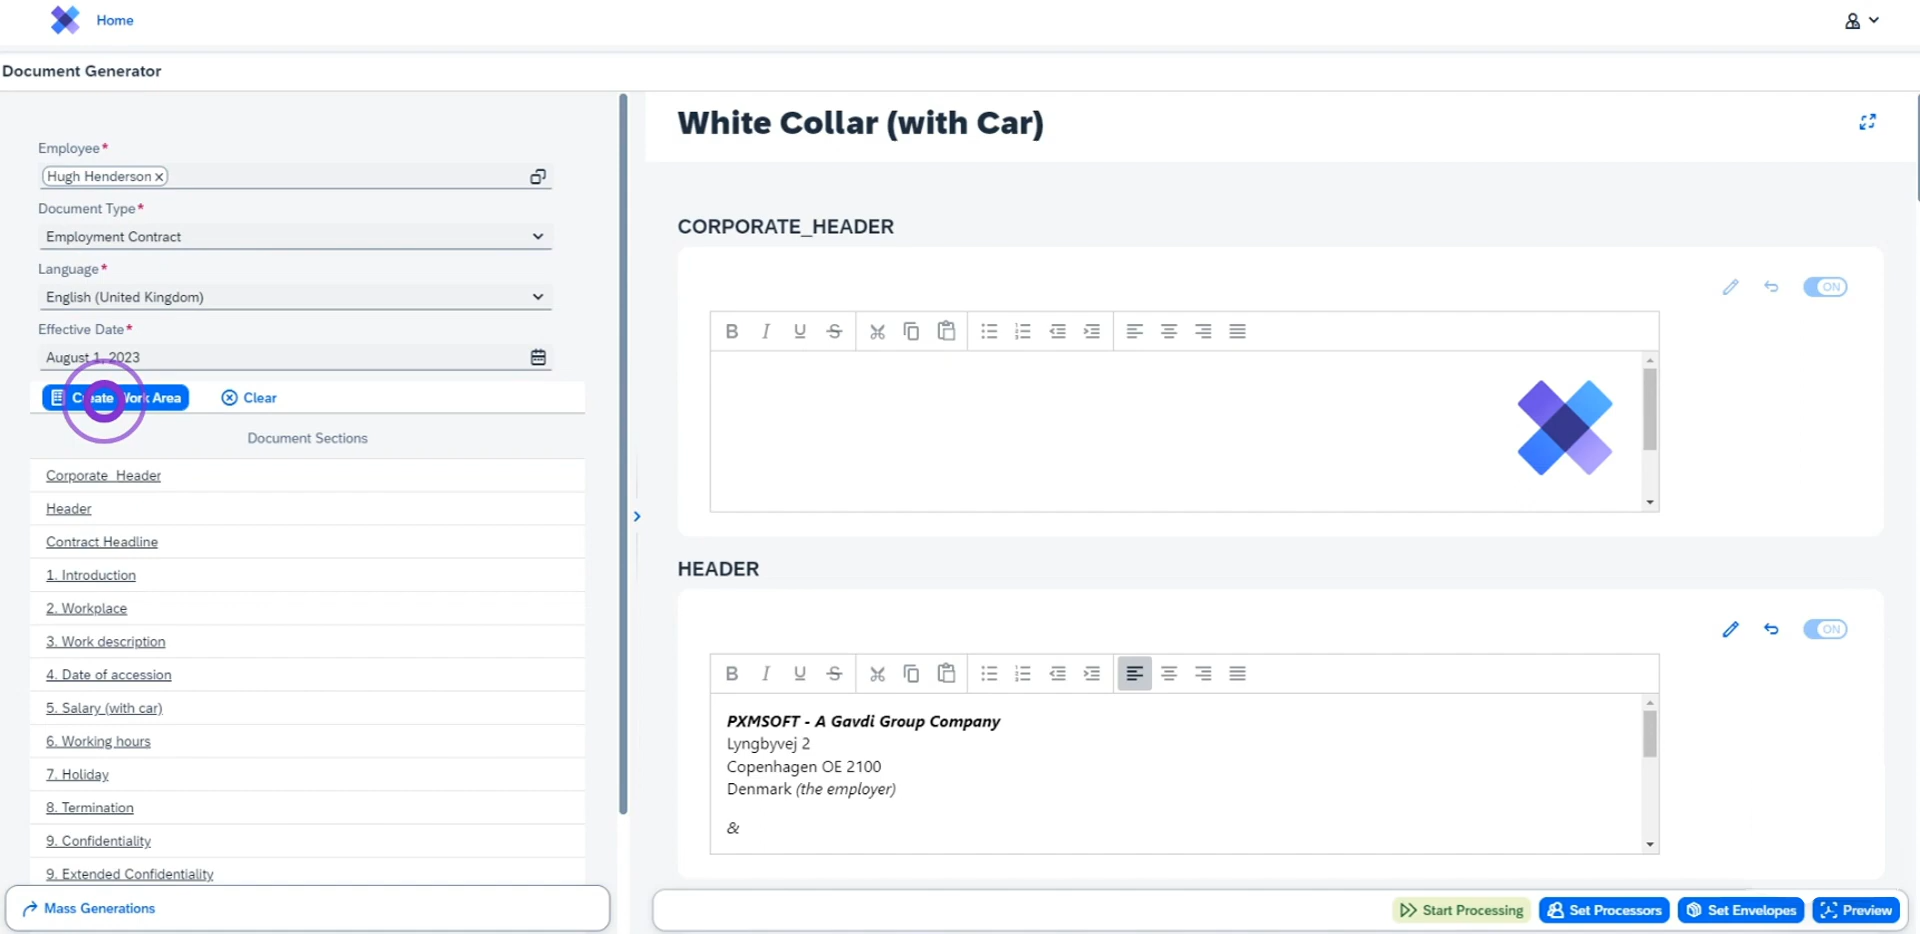 Home
Document Generator
Employee*
Hugh Henderson
Document Type*
Employment Contract
Language*
English (United Kingdom)
Effective Date*
August 1, 2023
Create Work Area
Clear
Document Sections
Corporate_Header
Header
Contract Headline
1. Introduction
2. Workplace
3. Work description
4. Date of accession
5. Salary (with car)
6. Working hours
7. Holiday
8. Termination
9. Confidentiality
9. Extended Confidentiality
Mass Generations
White Collar (with Car)
CORPORATE_HEADER
ON
B I U S
HEADER
ON
B I U S
PXMSOFT - A Gavdi Group Company
Lyngbyvej 2
Copenhagen OE 2100
Denmark (the employer)
&
Start Processing
Set Processors
Set Envelopes
Preview